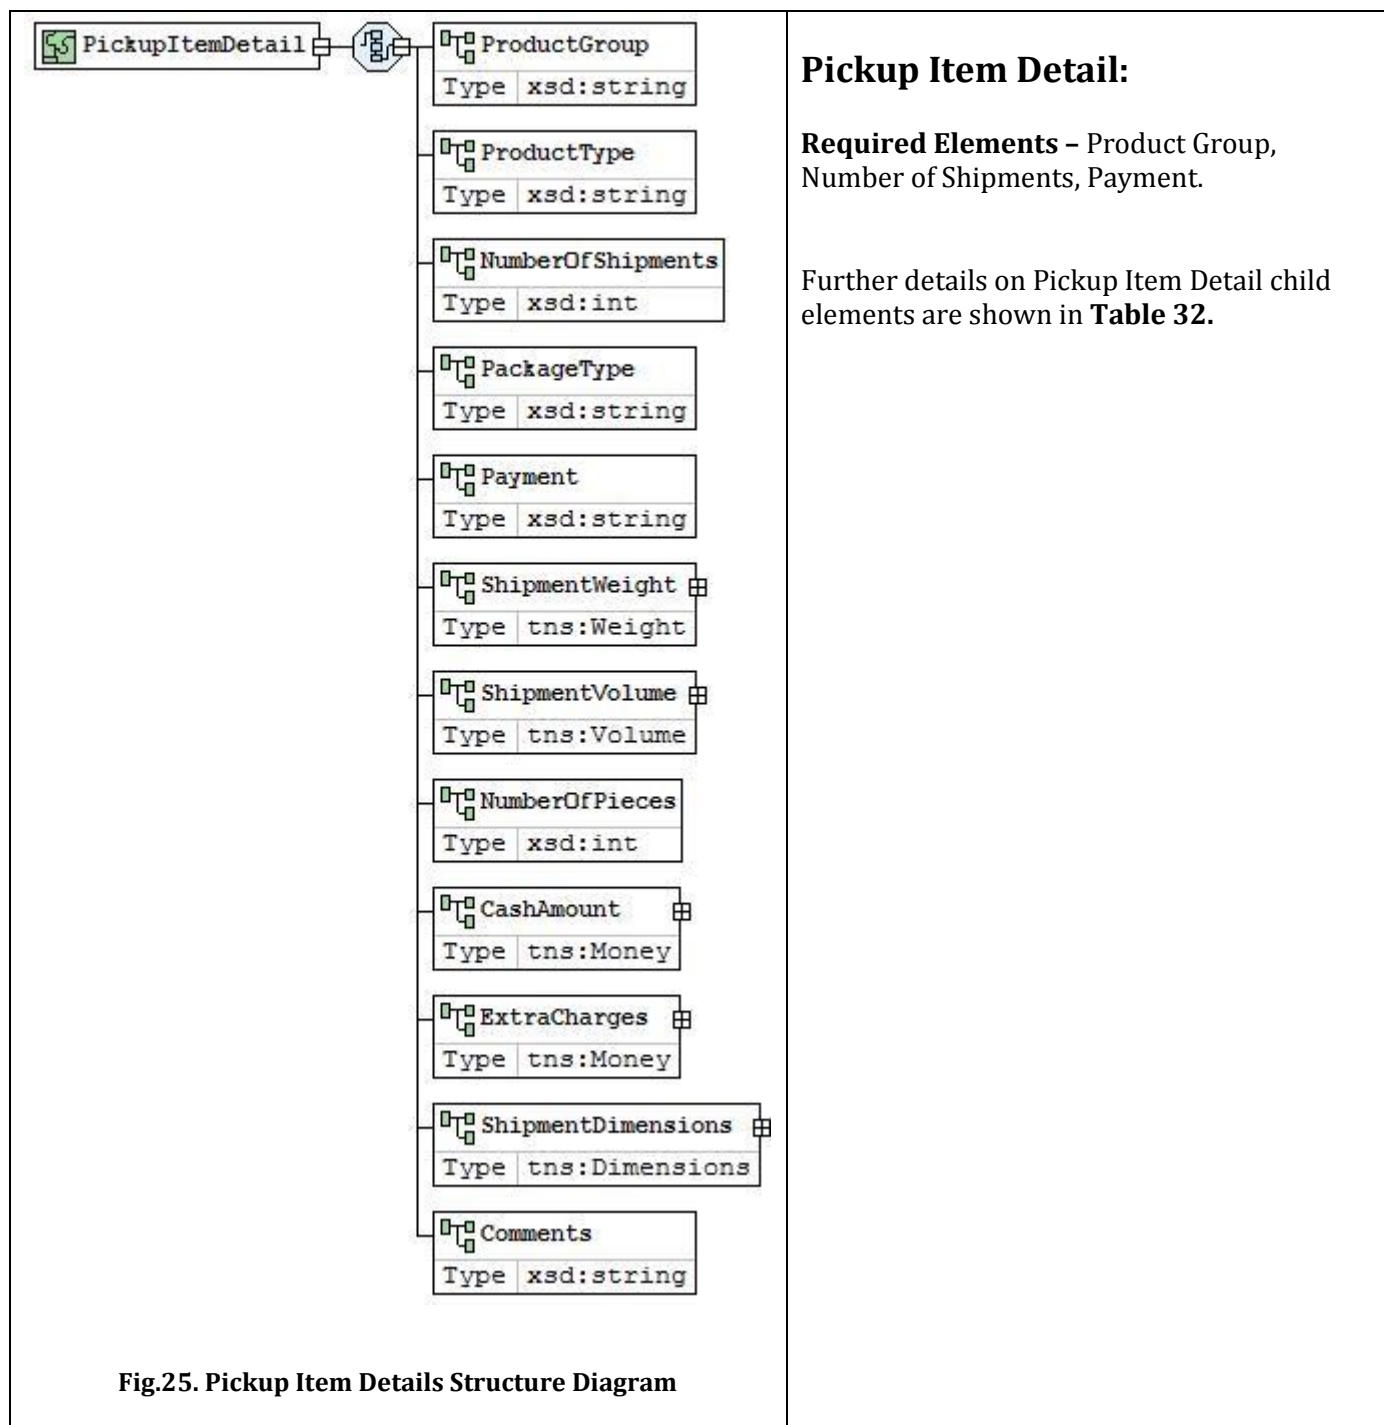 PickupItemDetail
ProductGroup
Type xsd:string
ProductType
Type xsd:string
NumberOfShipments
Type xsd:int
PackageType
Type xsd:string
Payment
Type xsd:string
ShipmentWeight
Type tns:Weight
ShipmentVolume
Type tns:Volume
NumberOfPieces
Type xsd:int
CashAmount
Type tns:Money
ExtraCharges
Type tns:Money
ShipmentDimensions
Type tns:Dimensions
Comments
Type xsd:string
Fig.25. Pickup Item Details Structure Diagram
Pickup Item Detail:
Required Elements – Product Group,
Number of Shipments, Payment.
Further details on Pickup Item Detail child
elements are shown in Table 32.